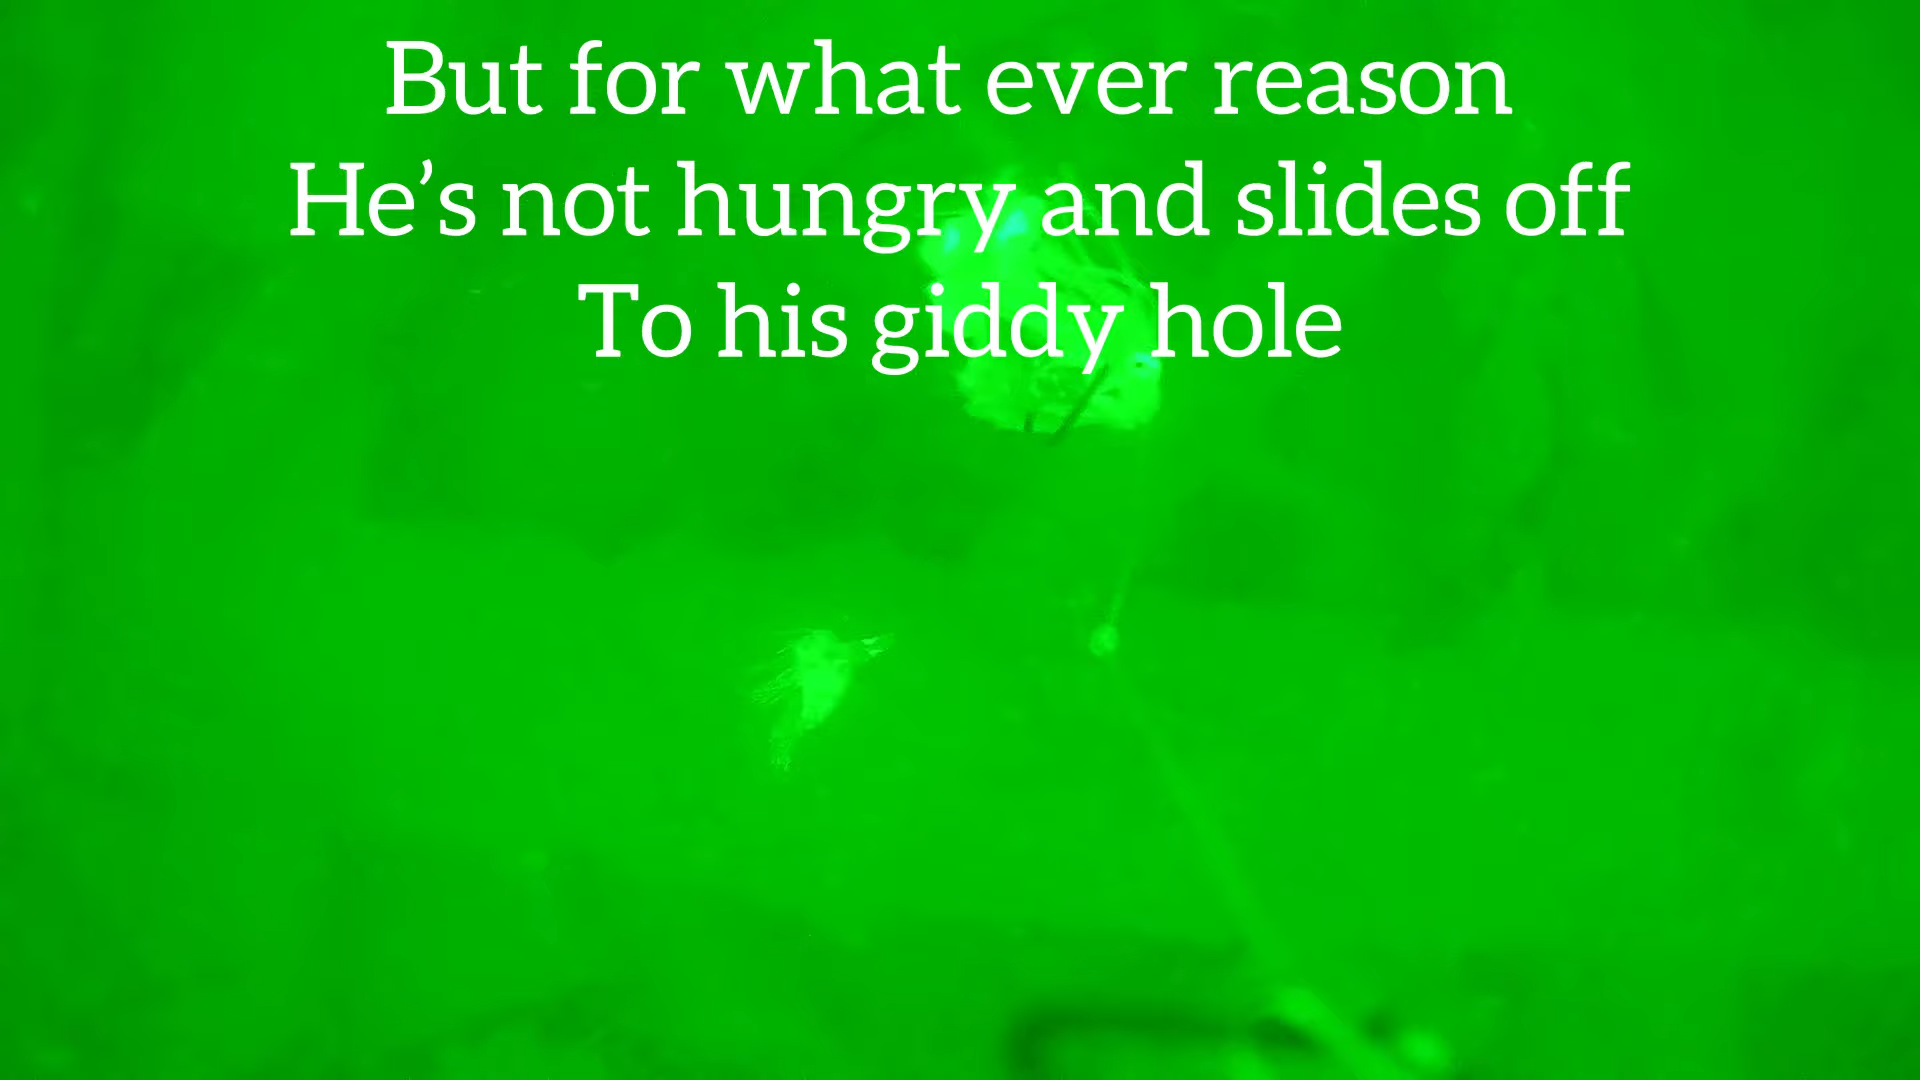 But for what ever reason
He’s not hungry and slides off
To his giddy hole